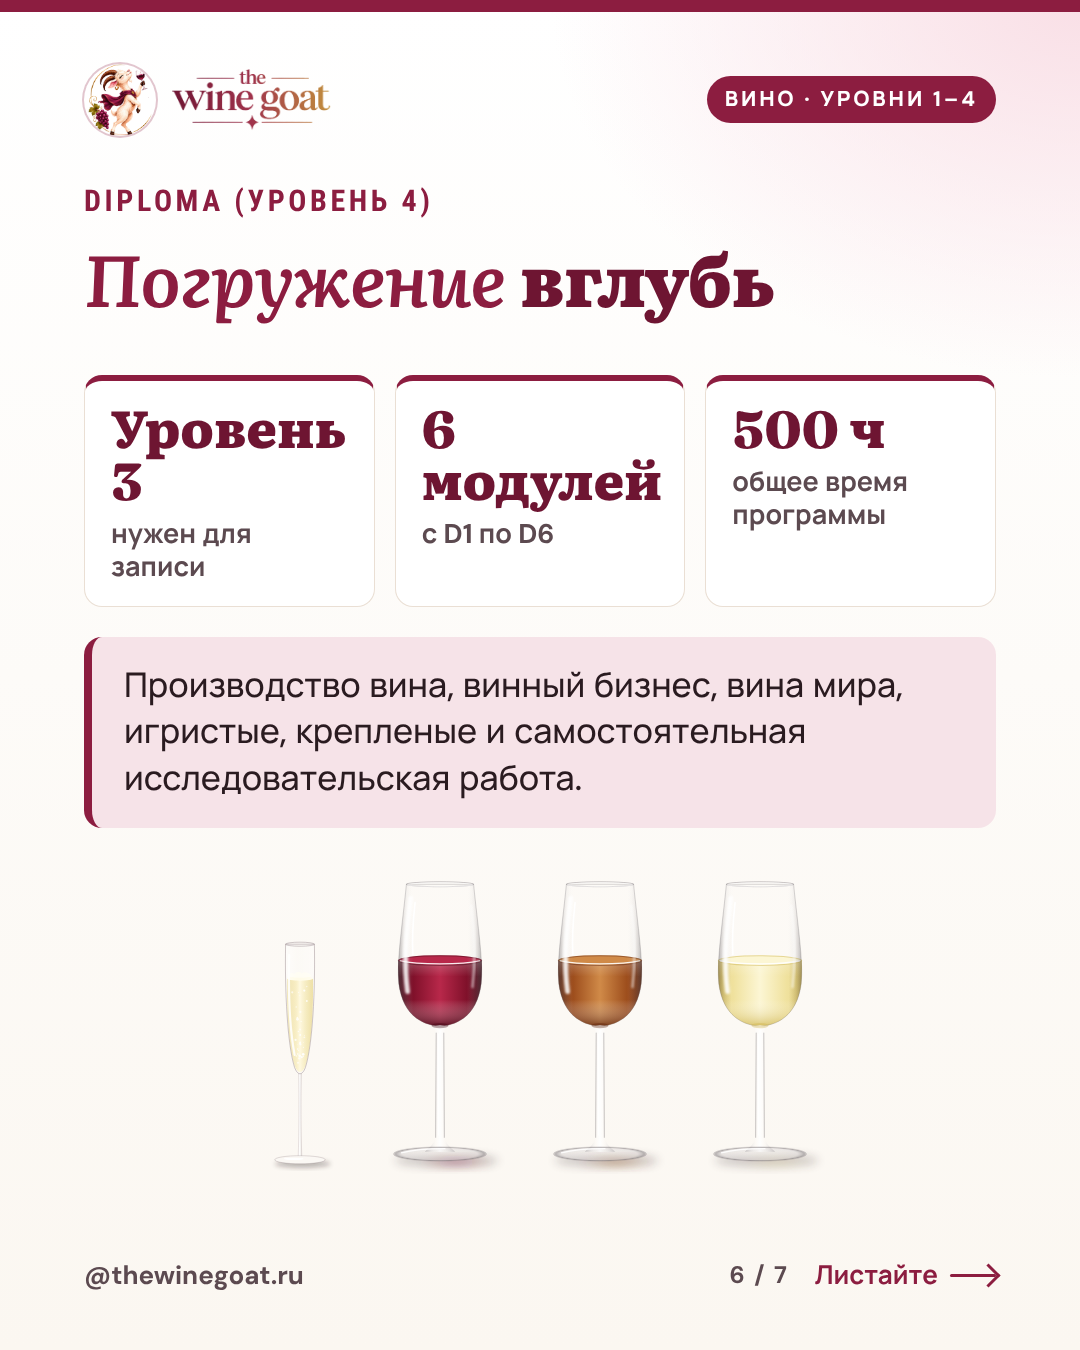 the
wine goat
ВИНО · УРОВНИ 1–4
DIPLOMA (УРОВЕНЬ 4)
Погружение вглубь
Уровень
3
нужен для
записи
6
модулей
с D1 по D6
500 ч
общее время
программы
Производство вина, винный бизнес, вина мира,
игристые, крепленые и самостоятельная
исследовательская работа.
@thewinegoat.ru
6 / 7
Листайте